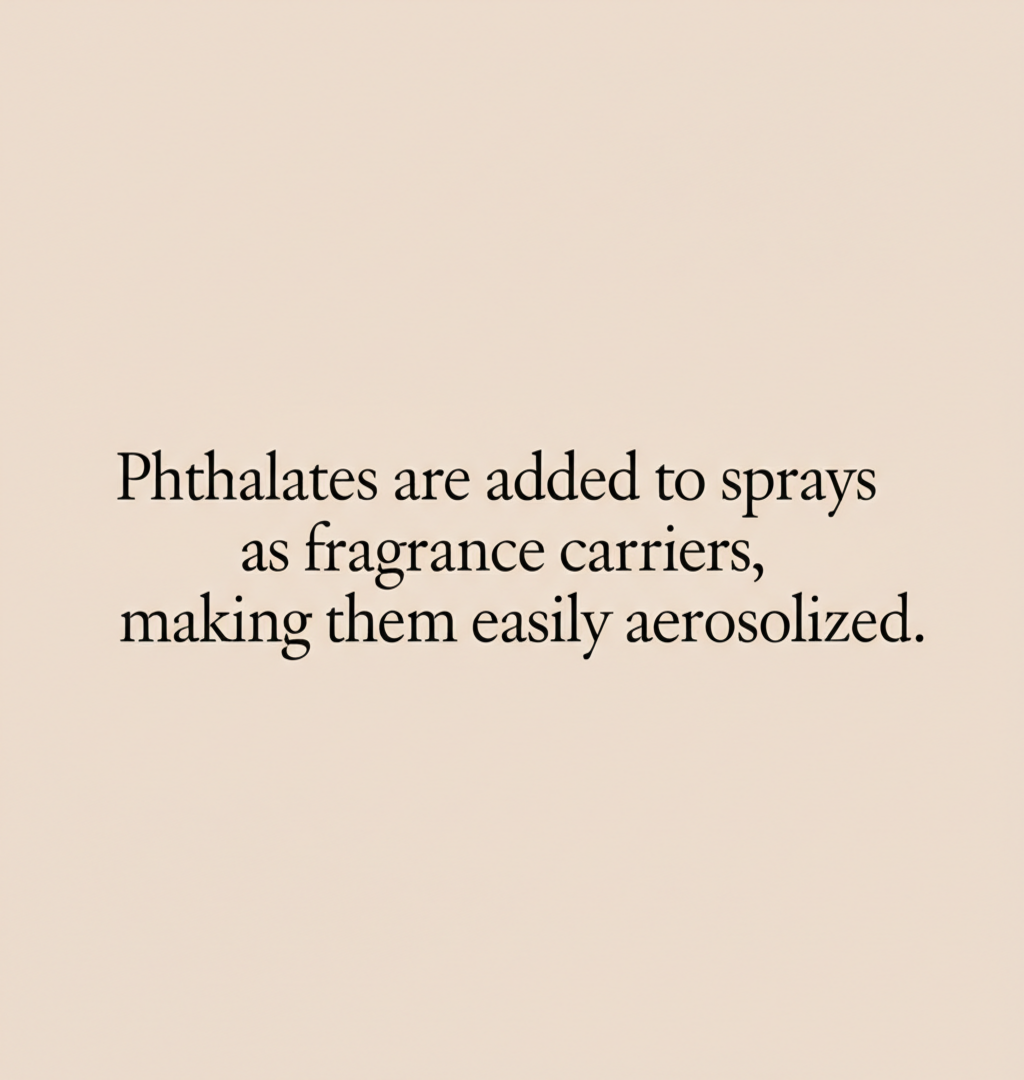 Phthalates are added to sprays
as fragrance carriers,
making them easily aerosolized.